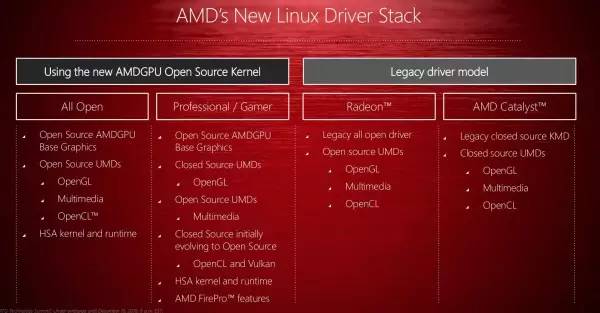 AMD's New Linux Driver Stack
Using the new AMDGPU Open Source Kernel
Legacy driver model
All Open
Professional / Gamer
Radeon™
AMD Catalyst™
Open Source AMDGPU
Base Graphics
Open Source UMDs
OpenGL
Multimedia
OpenCL™
HSA kernel and runtime
Open Source AMDGPU
Base Graphics
Closed Source UMDs
OpenGL
Open Source UMDs
Multimedia
Closed Source initially
evolving to Open Source
OpenCL and Vulkan
HSA kernel and runtime
AMD FirePro™ features
Legacy all open driver
Open source UMDs
OpenGL
Multimedia
OpenCL
Legacy closed source KMD
Closed source UMDs
OpenGL
Multimedia
OpenCL